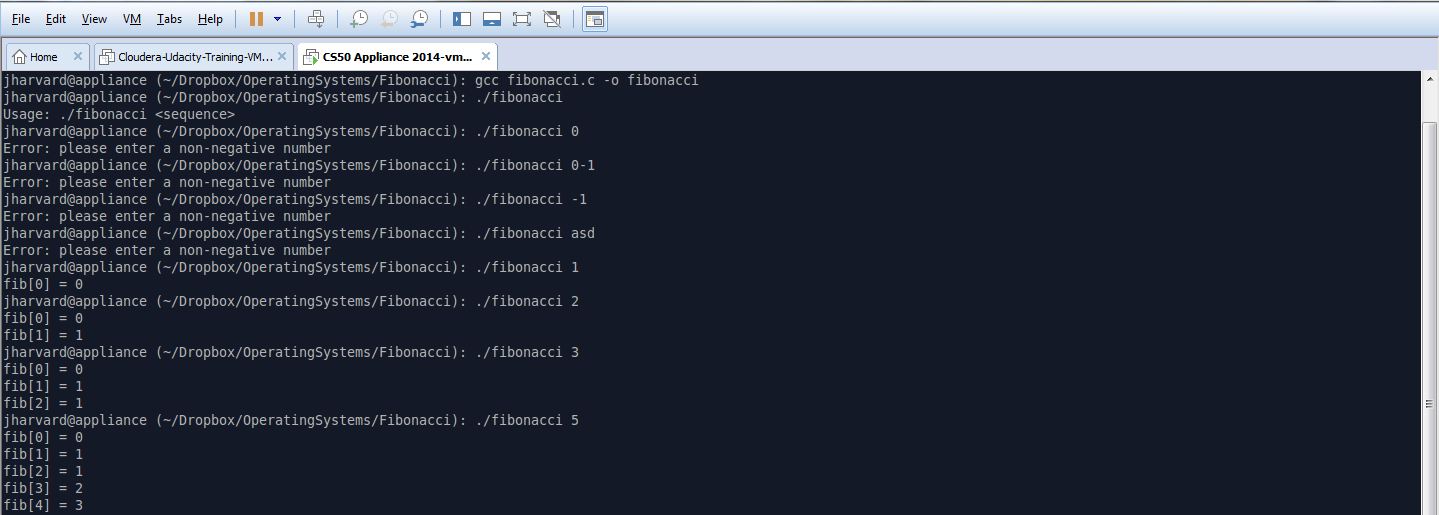 File Edit View VM Tabs Help
Home Cloudera-Udacity-Training-VM... CS50 Appliance 2014-vm...
jharvard@appliance (~/Dropbox/OperatingSystems/Fibonacci): gcc fibonacci.c -o fibonacci
jharvard@appliance (~/Dropbox/OperatingSystems/Fibonacci): ./fibonacci
Usage: ./fibonacci <sequence>
jharvard@appliance (~/Dropbox/OperatingSystems/Fibonacci): ./fibonacci 0
Error: please enter a non-negative number
jharvard@appliance (~/Dropbox/OperatingSystems/Fibonacci): ./fibonacci 0-1
Error: please enter a non-negative number
jharvard@appliance (~/Dropbox/OperatingSystems/Fibonacci): ./fibonacci -1
Error: please enter a non-negative number
jharvard@appliance (~/Dropbox/OperatingSystems/Fibonacci): ./fibonacci asd
Error: please enter a non-negative number
jharvard@appliance (~/Dropbox/OperatingSystems/Fibonacci): ./fibonacci 1
fib[0] = 0
jharvard@appliance (~/Dropbox/OperatingSystems/Fibonacci): ./fibonacci 2
fib[0] = 0
fib[1] = 1
jharvard@appliance (~/Dropbox/OperatingSystems/Fibonacci): ./fibonacci 3
fib[0] = 0
fib[1] = 1
fib[2] = 1
jharvard@appliance (~/Dropbox/OperatingSystems/Fibonacci): ./fibonacci 5
fib[0] = 0
fib[1] = 1
fib[2] = 1
fib[3] = 2
fib[4] = 3